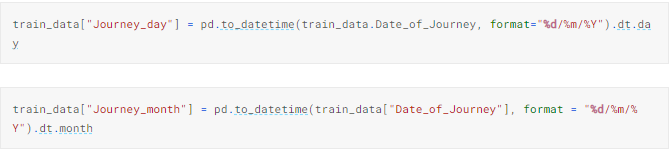 train_data["Journey_day"] = pd.to_datetime(train_data.Date_of_Journey, format="%d/%m/%Y").dt.da
y
train_data["Journey_month"] = pd.to_datetime(train_data["Date_of_Journey"], format = "%d/%m/%
Y").dt.month